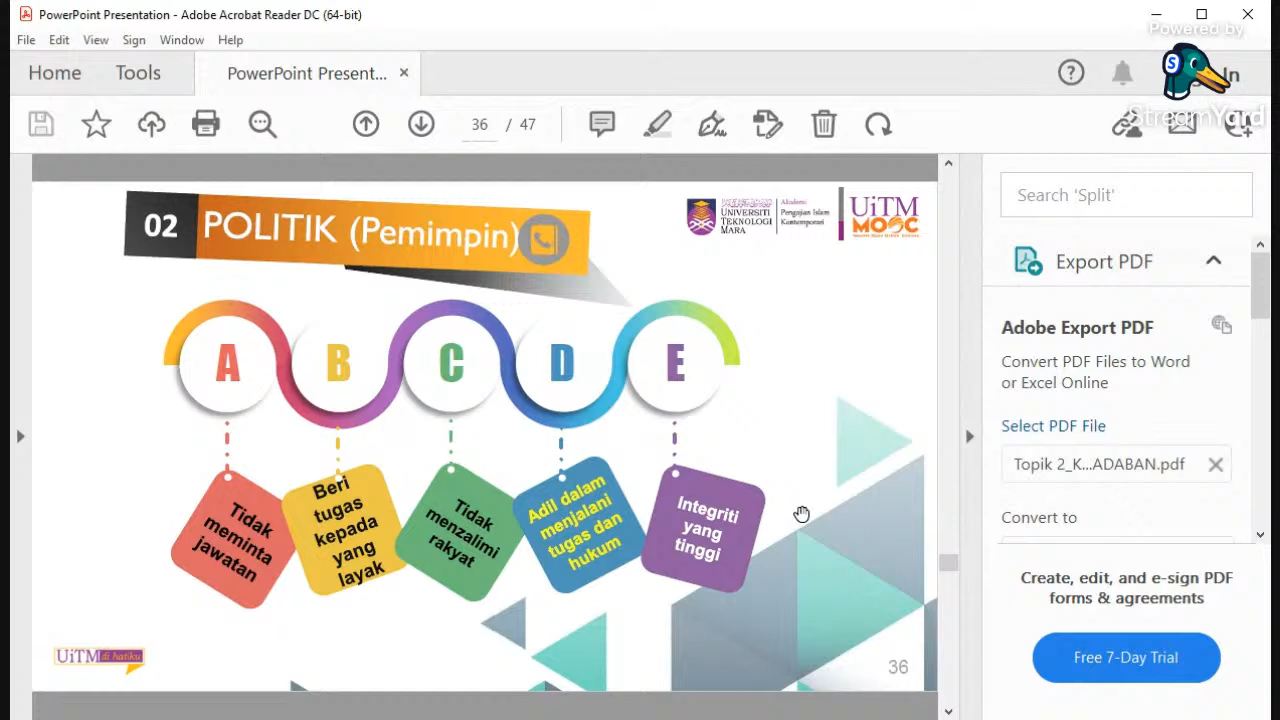 PowerPoint Presentation - Adobe Acrobat Reader DC (64-bit)
File Edit View Sign Window Help
Powered by
Home Tools PowerPoint Present... In
StreamYard
36 / 47
02 POLITIK (Pemimpin)
UNIVERSITI
TEKNOLOGI
MARA
Akademi
Pengajian Islam
Kontemporari
UiTM
MOOC
A B C D E
Tidak
meminta
jawatan
Beri
tugas
kepada
yang
layak
Tidak
menzalimi
rakyat
Adil dalam
menjalani
tugas dan
hukum
Integriti
yang
tinggi
UiTM di hatiku
36
Search 'Split'
Export PDF
Adobe Export PDF
Convert PDF Files to Word
or Excel Online
Select PDF File
Topik 2_K...ADABAN.pdf
Convert to
Create, edit, and e-sign PDF
forms & agreements
Free 7-Day Trial